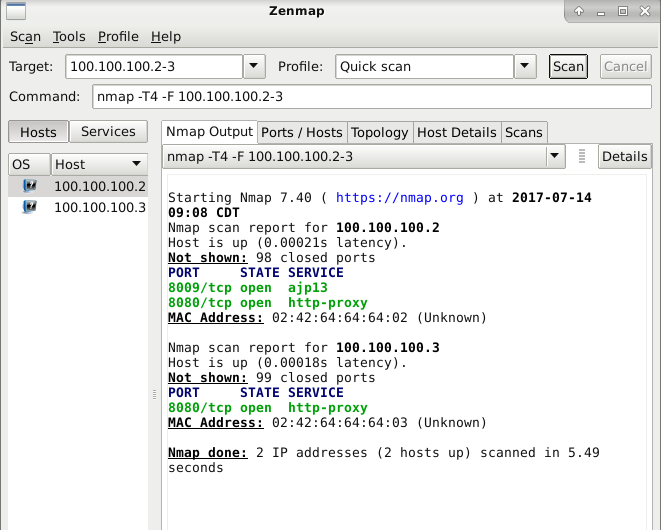 Zenmap
Scan Tools Profile Help
Target: 100.100.100.2-3 Profile: Quick scan Scan Cancel
Command: nmap -T4 -F 100.100.100.2-3
Hosts Services
OS Host
100.100.100.2
100.100.100.3
Nmap Output Ports / Hosts Topology Host Details Scans
nmap -T4 -F 100.100.100.2-3 Details
Starting Nmap 7.40 ( https://nmap.org ) at 2017-07-14
09:08 CDT
Nmap scan report for 100.100.100.2
Host is up (0.00021s latency).
Not shown: 98 closed ports
PORT     STATE SERVICE
8009/tcp open  ajp13
8080/tcp open  http-proxy
MAC Address: 02:42:64:64:64:02 (Unknown)
Nmap scan report for 100.100.100.3
Host is up (0.00018s latency).
Not shown: 99 closed ports
PORT     STATE SERVICE
8080/tcp open  http-proxy
MAC Address: 02:42:64:64:64:03 (Unknown)
Nmap done: 2 IP addresses (2 hosts up) scanned in 5.49
seconds